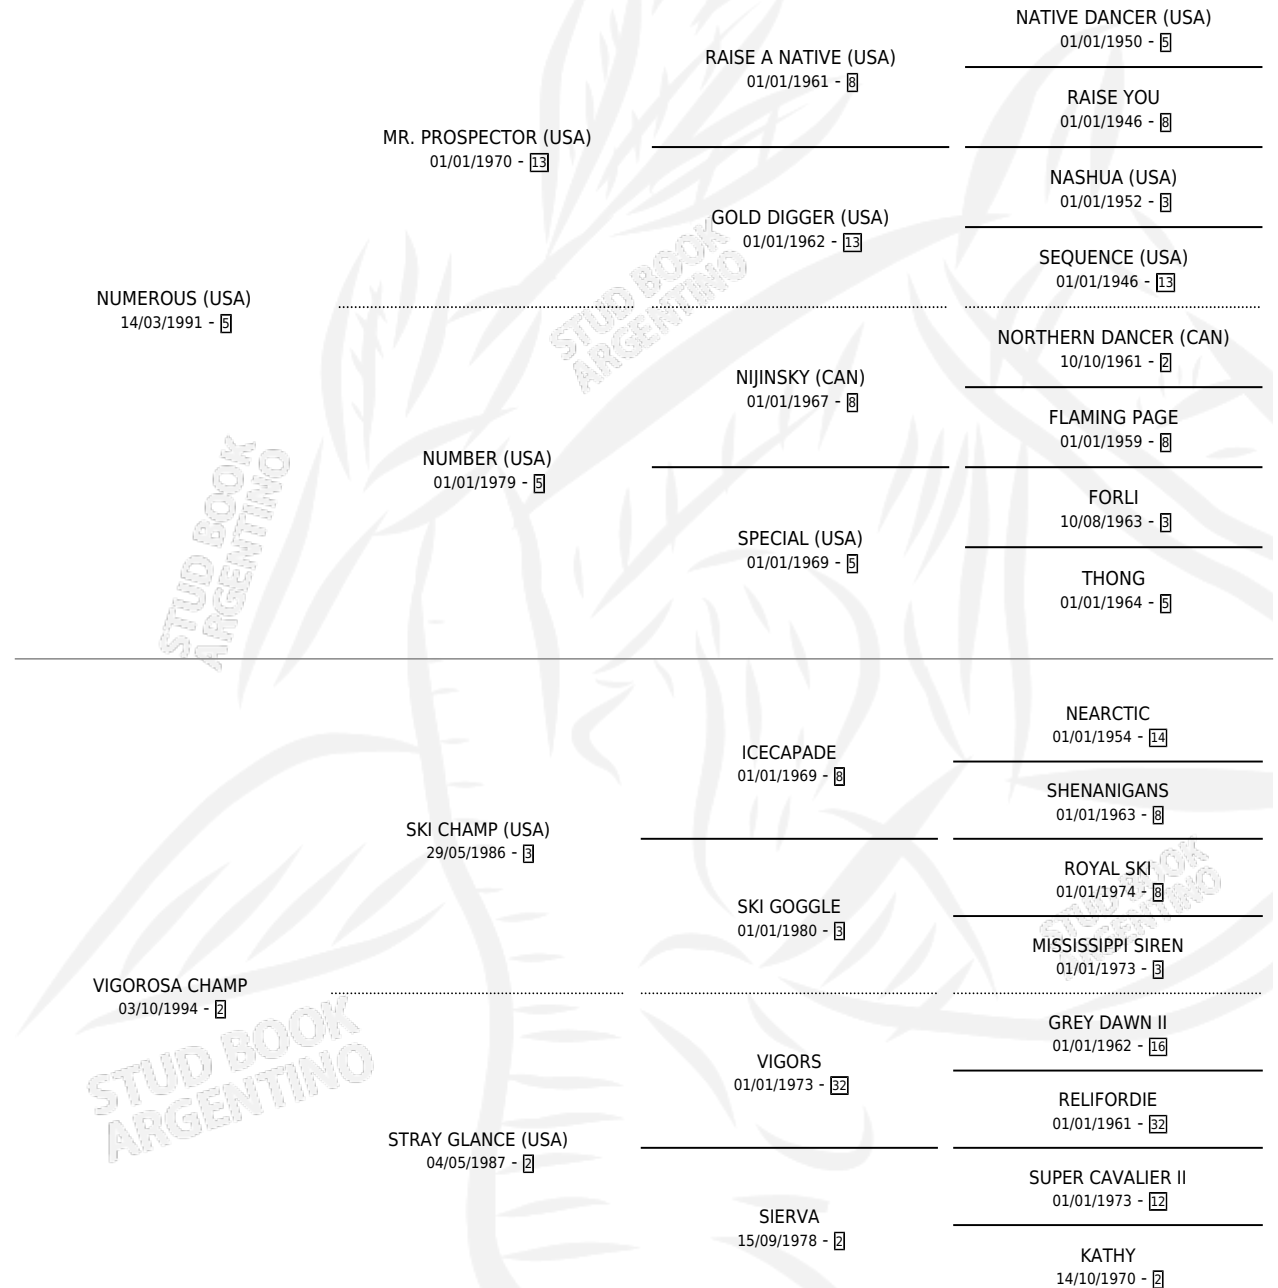 NATIVE DANCER (USA)
01/01/1950 - 5
RAISE A NATIVE (USA)
01/01/1961 - 8
RAISE YOU
01/01/1946 - 8
MR. PROSPECTOR (USA)
01/01/1970 - 13
NASHUA (USA)
01/01/1952 - 3
GOLD DIGGER (USA)
01/01/1962 - 13
SEQUENCE (USA)
01/01/1946 - 13
NUMEROUS (USA)
14/03/1991 - 5
NORTHERN DANCER (CAN)
10/10/1961 - 2
NIJINSKY (CAN)
01/01/1967 - 8
FLAMING PAGE
01/01/1959 - 8
NUMBER (USA)
01/01/1979 - 5
FORLI
10/08/1963 - 3
SPECIAL (USA)
01/01/1969 - 5
THONG
01/01/1964 - 5
NEARCTIC
01/01/1954 - 14
ICECAPADE
01/01/1969 - 8
SHENANIGANS
01/01/1963 - 8
SKI CHAMP (USA)
29/05/1986 - 3
ROYAL SKI
01/01/1974 - 8
SKI GOGGLE
01/01/1980 - 3
MISSISSIPPI SIREN
01/01/1973 - 3
VIGOROSA CHAMP
03/10/1994 - 2
GREY DAWN II
01/01/1962 - 16
VIGORS
01/01/1973 - 32
RELIFORDIE
01/01/1961 - 32
STRAY GLANCE (USA)
04/05/1987 - 2
SUPER CAVALIER II
01/01/1973 - 12
SIERVA
15/09/1978 - 2
KATHY
14/10/1970 - 2
STUD BOOK
ARGENTINO
STUD BOOK
ARGENTINO
STUD BOOK
ARGENTINO
STUD BOOK
ARGENTINO